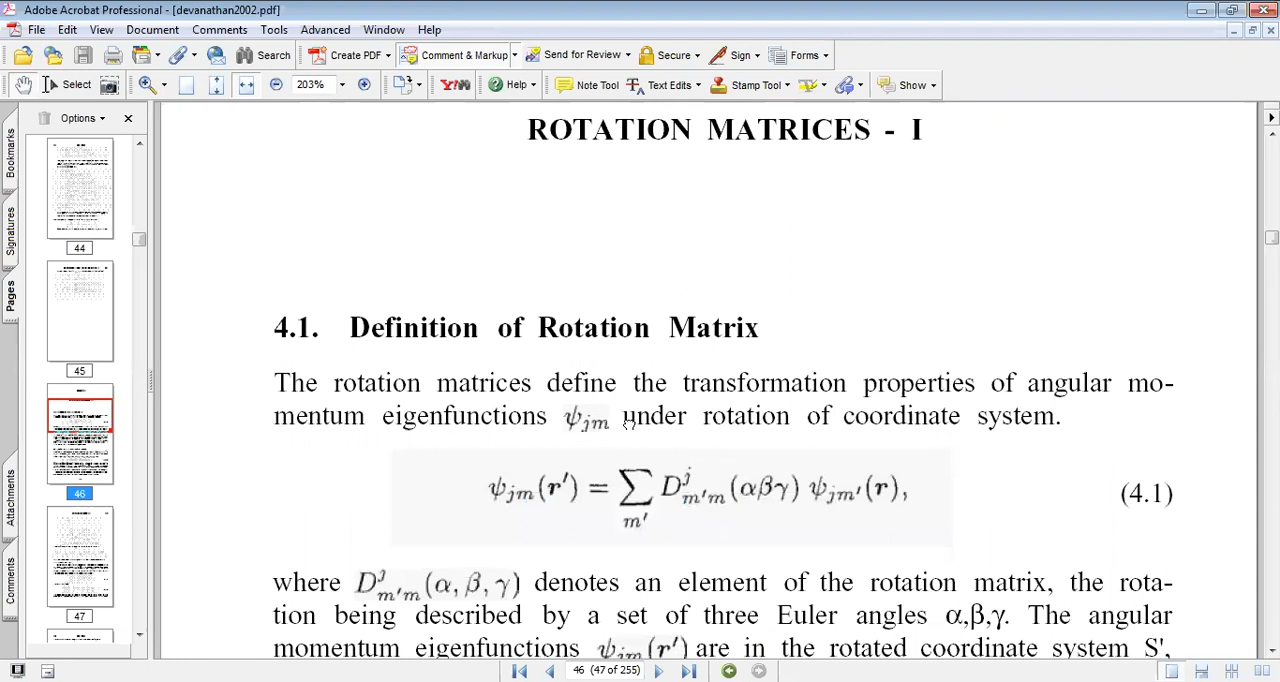 Adobe Acrobat Professional - [devanathan2002.pdf]
File Edit View Document Comments Tools Advanced Window Help
Search Create PDF Comment & Markup Send for Review Secure Sign Forms
Select 203% Y! Help Note Tool Text Edits Stamp Tool Show
Options
Bookmarks
Signatures
Pages
Attachments
Comments
44
45
46
47
ROTATION MATRICES - I
4.1. Definition of Rotation Matrix
The rotation matrices define the transformation properties of angular mo-
mentum eigenfunctions ψjm under rotation of coordinate system.
ψjm(r′) = ∑m′ D^j_m′m(αβγ) ψjm′(r), (4.1)
where D^j_m′m(α, β, γ) denotes an element of the rotation matrix, the rota-
tion being described by a set of three Euler angles α,β,γ. The angular
momentum eigenfunctions ψjm(r′) are in the rotated coordinate system S',
46 (47 of 255)